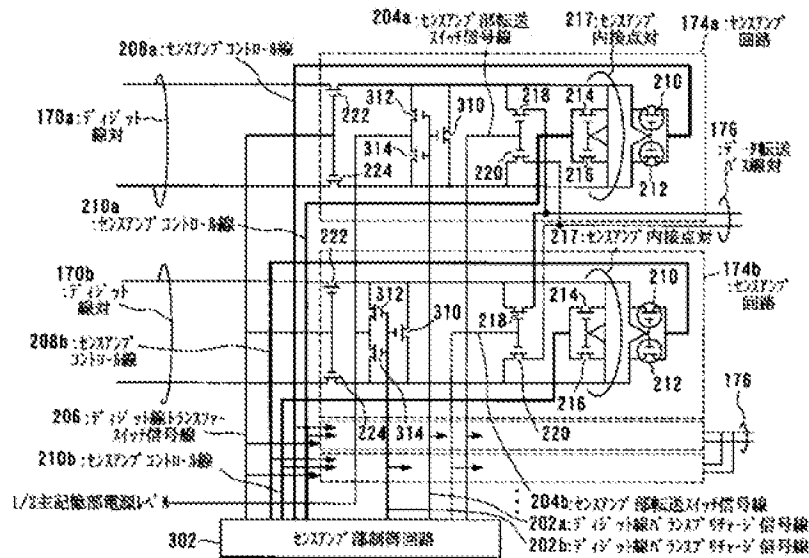 204a:センスアンプ部転送
スイッチ信号線
217:センスアンプ
内接点対
174a:センスアンプ
回路
208a:センスアンプコントロール線
170a:ディジット
線対
312
310
218
214
210
222
314
220
216
212
224
176
:データ転送
バス線対
210a
:センスアンプコントロール線
222
217:センスアンプ内接点対
170b
:ディジット
線対
312
310
218
214
210
174b
:センスアンプ
回路
208b
:センスアンプ
コントロール線
224
314
216
220
212
206:ディジット線トランスファー
スイッチ信号線
176
210b:センスアンプコントロール線
1/2主記憶部電源レベル
204b:センスアンプ部転送スイッチ信号線
202a:ディジット線バランスプリチャージ信号線
202b:ディジット線バランスプリチャージ信号線
302
センスアンプ部制御回路